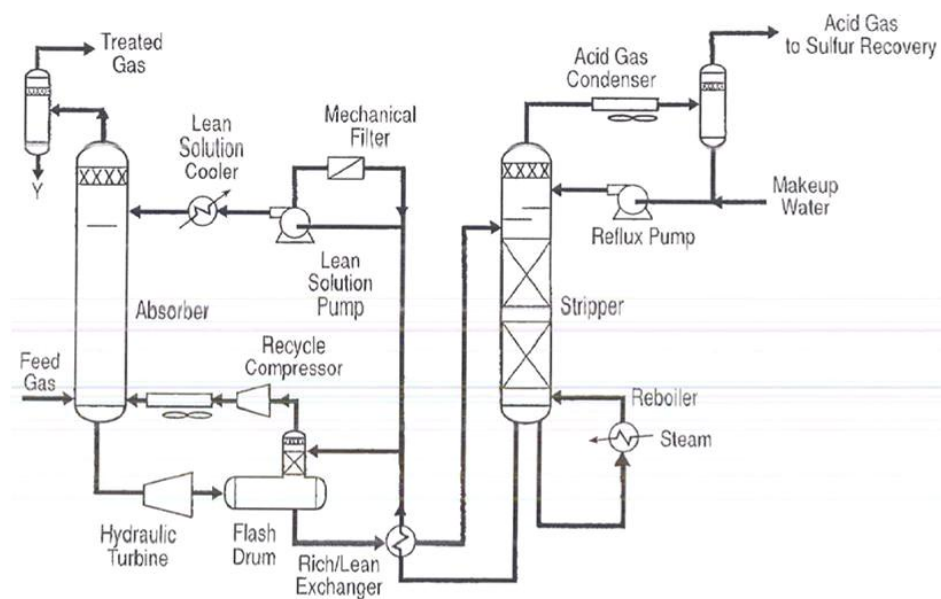 Treated
Gas
Y
Lean
Solution
Cooler
Mechanical
Filter
Acid Gas
Condenser
Acid Gas
to Sulfur Recovery
Makeup
Water
Reflux Pump
Lean
Solution
Pump
Absorber
Stripper
Feed
Gas
Recycle
Compressor
Reboiler
Steam
Hydraulic
Turbine
Flash
Drum
Rich/Lean
Exchanger